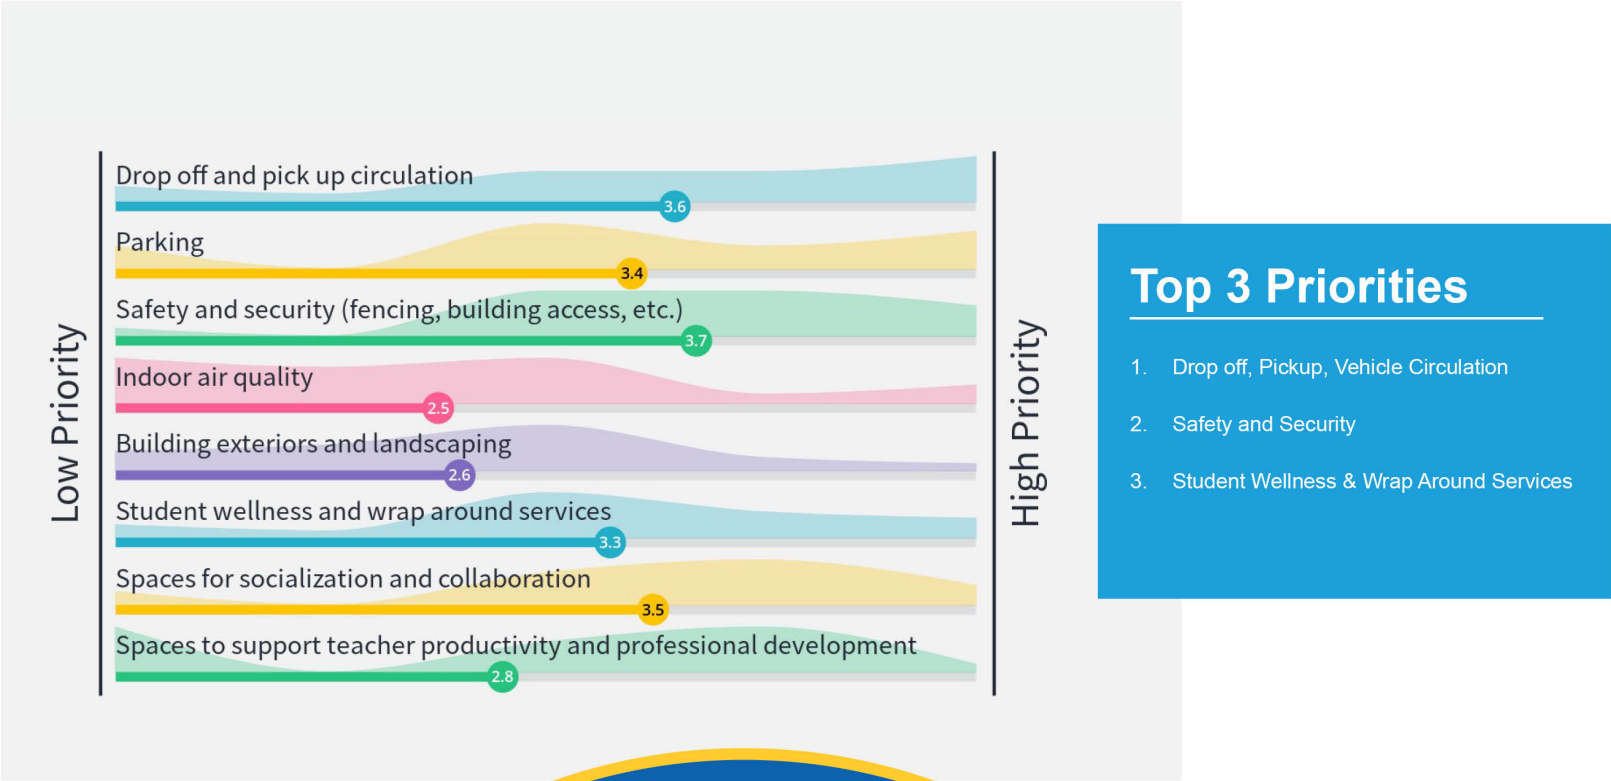 Low Priority
Drop off and pick up circulation
3.6
Parking
3.4
Safety and security (fencing, building access, etc.)
3.7
Indoor air quality
2.5
Building exteriors and landscaping
2.6
Student wellness and wrap around services
3.3
Spaces for socialization and collaboration
3.5
Spaces to support teacher productivity and professional development
2.8
High Priority
Top 3 Priorities
1. Drop off, Pickup, Vehicle Circulation
2. Safety and Security
3. Student Wellness & Wrap Around Services